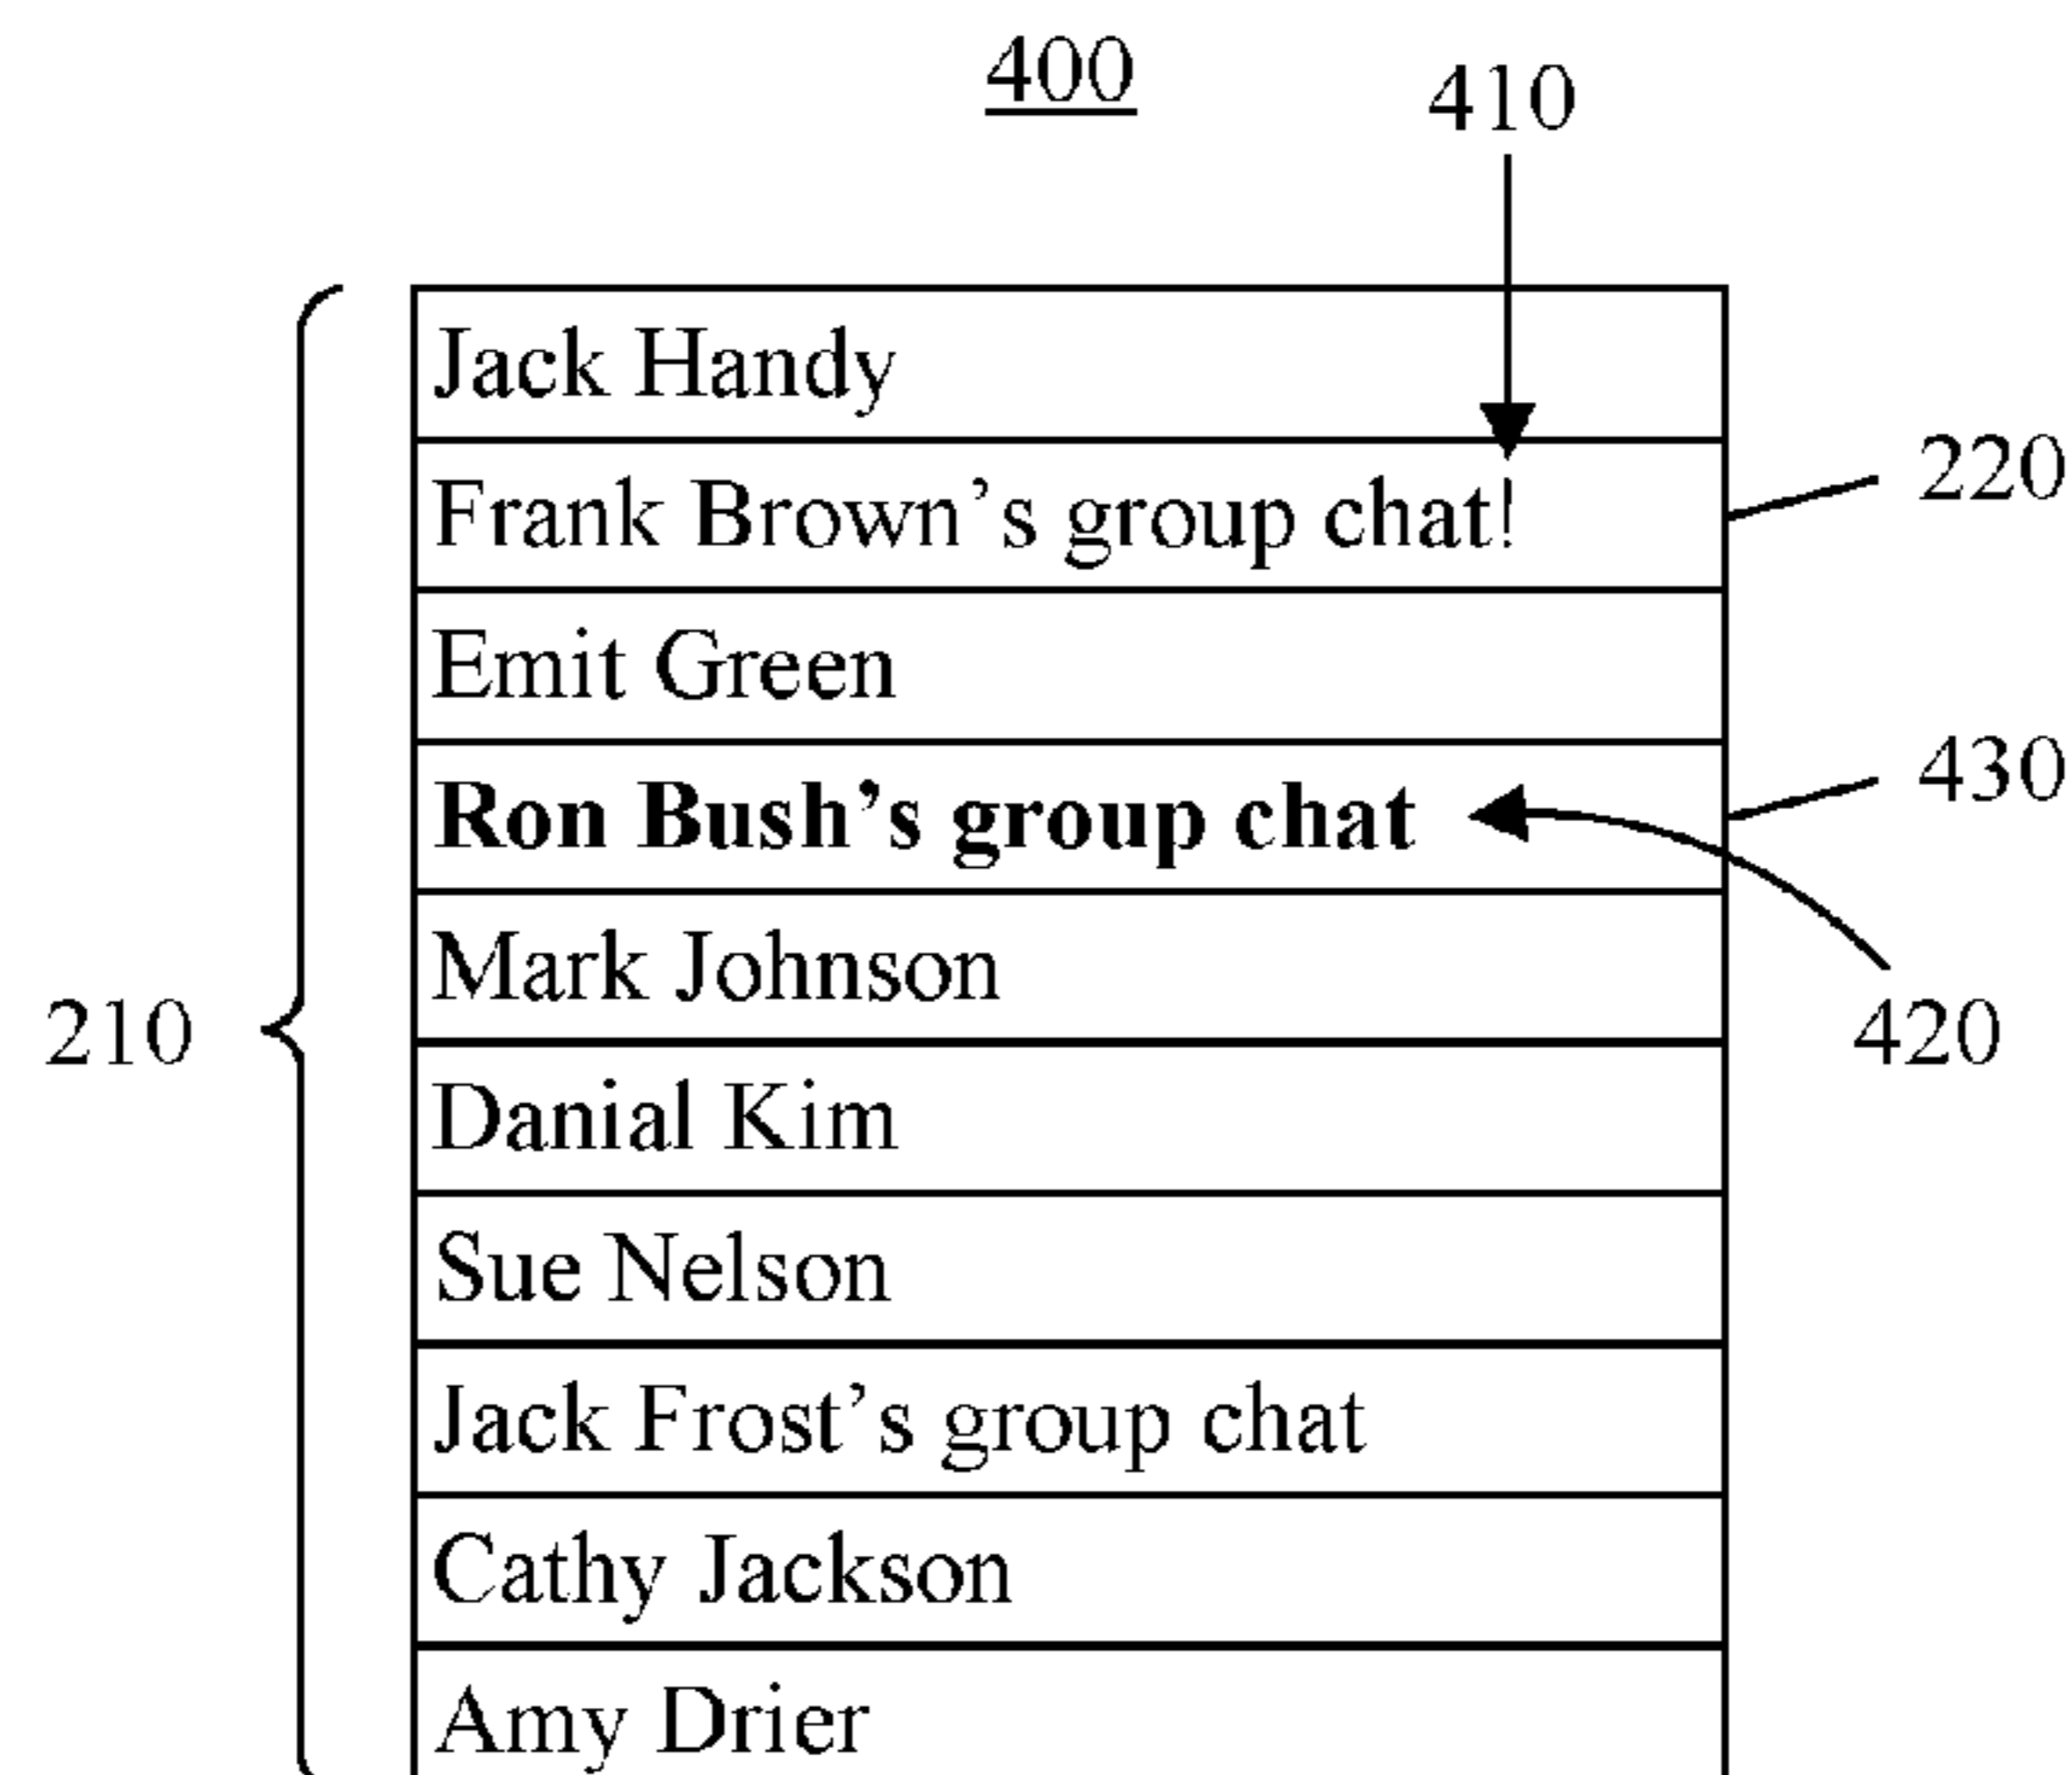 400
410
Jack Handy
Frank Brown’s group chat!
220
Emit Green
Ron Bush’s group chat
430
Mark Johnson
210
420
Danial Kim
Sue Nelson
Jack Frost’s group chat
Cathy Jackson
Amy Drier